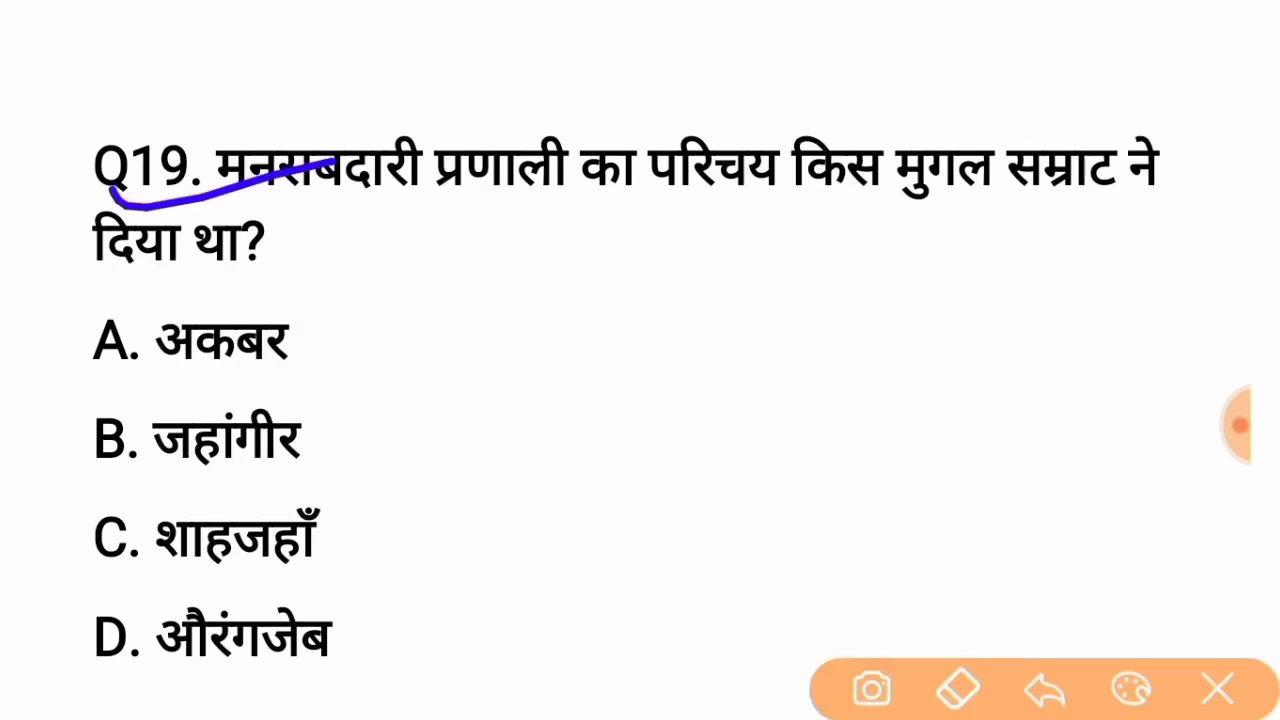 Q19. मनसबदारी प्रणाली का परिचय किस मुगल सम्राट ने
दिया था?
A. अकबर
B. जहांगीर
C. शाहजहाँ
D. औरंगजेब